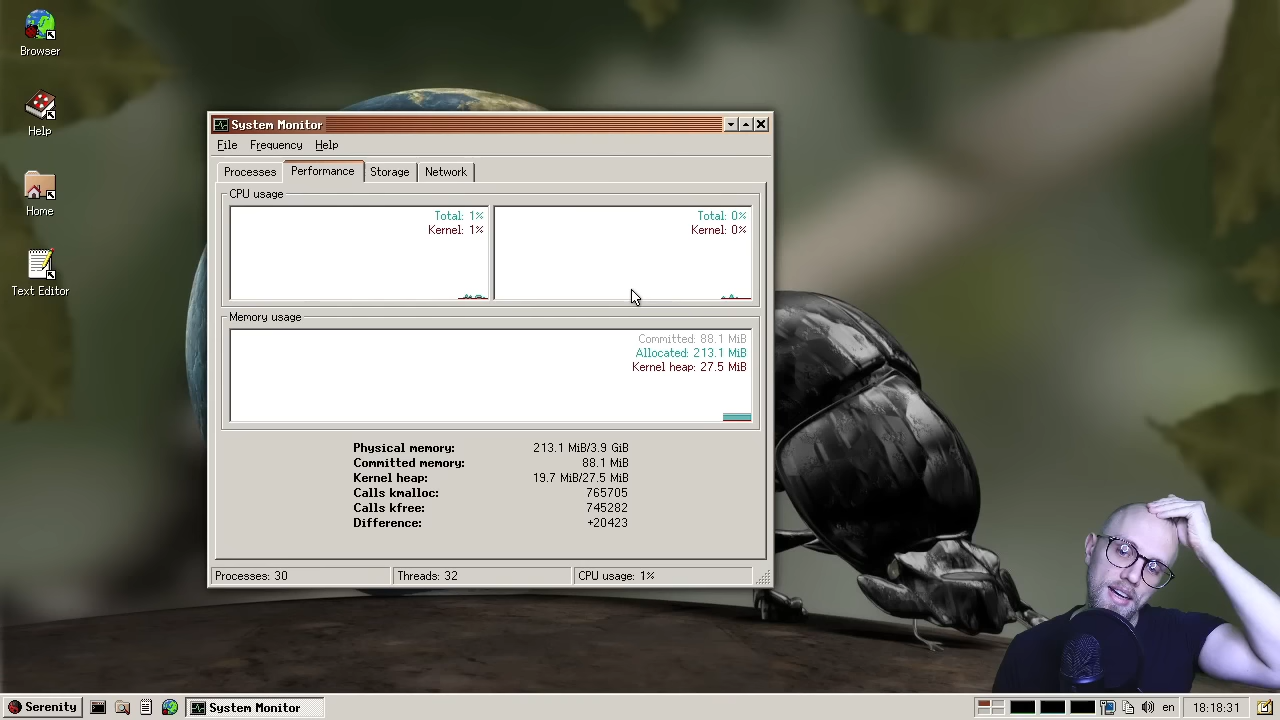 Browser
Help
Home
Text Editor
System Monitor
File Frequency Help
Processes Performance Storage Network
CPU usage
Total: 1%
Kernel: 1%
Total: 0%
Kernel: 0%
Memory usage
Committed: 88.1 MiB
Allocated: 213.1 MiB
Kernel heap: 27.5 MiB
Physical memory: 213.1 MiB/3.9 GiB
Committed memory: 88.1 MiB
Kernel heap: 19.7 MiB/27.5 MiB
Calls kmalloc: 765705
Calls kfree: 745282
Difference: +20423
Processes: 30 Threads: 32 CPU usage: 1%
Serenity System Monitor en 18:18:31